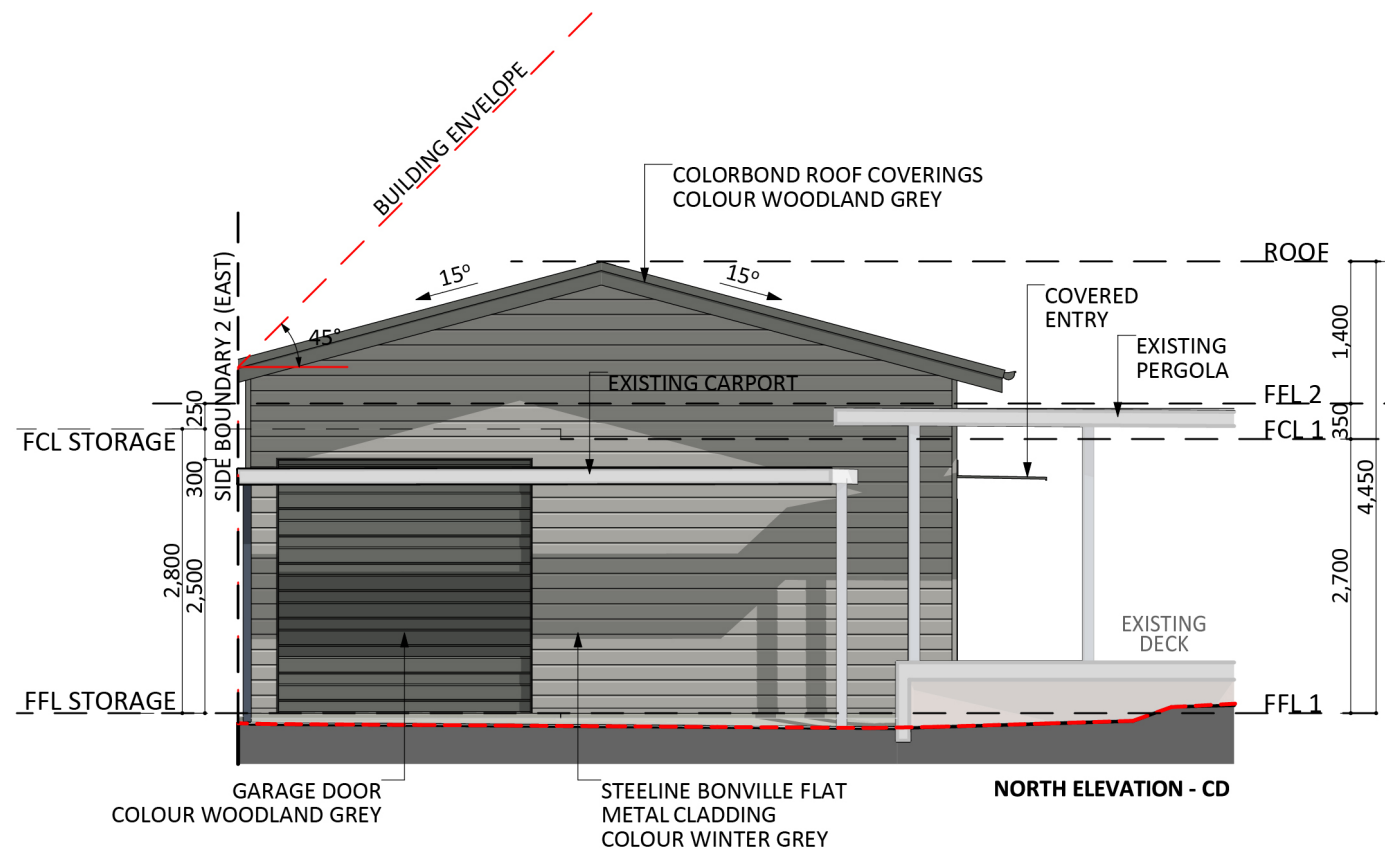 BUILDING ENVELOPE
COLORBOND ROOF COVERINGS
COLOUR WOODLAND GREY
ROOF
15º
15º
COVERED
ENTRY
SIDE BOUNDARY 2 (EAST)
45°
1,400
EXISTING
PERGOLA
EXISTING CARPORT
FFL 2
250
350
FCL 1
FCL STORAGE
300
4,450
2,800
2,500
2,700
EXISTING
DECK
FFL STORAGE
FFL 1
GARAGE DOOR
COLOUR WOODLAND GREY
STEELINE BONVILLE FLAT
METAL CLADDING
COLOUR WINTER GREY
NORTH ELEVATION - CD